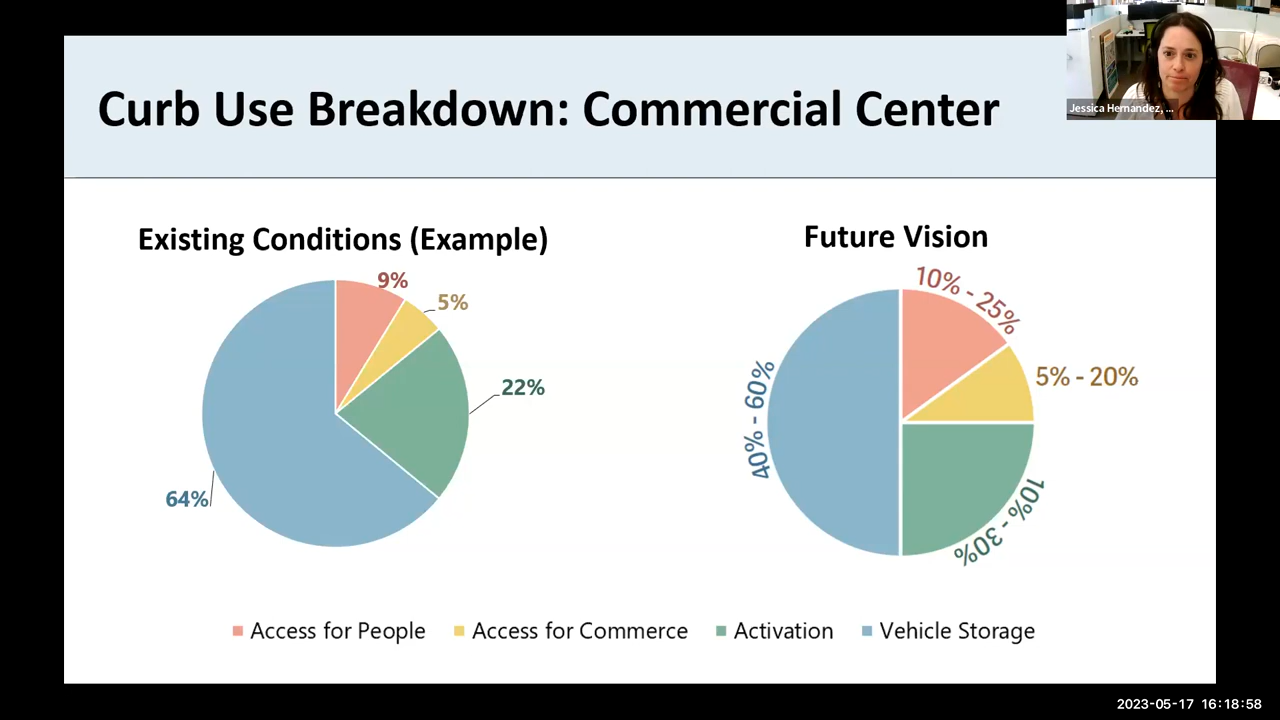 Jessica Hernandez, ...
Curb Use Breakdown: Commercial Center
Existing Conditions (Example)
9%
5%
22%
64%
Future Vision
10% - 25%
5% - 20%
10% - 30%
40% - 60%
Access for People
Access for Commerce
Activation
Vehicle Storage
2023-05-17 16:18:58